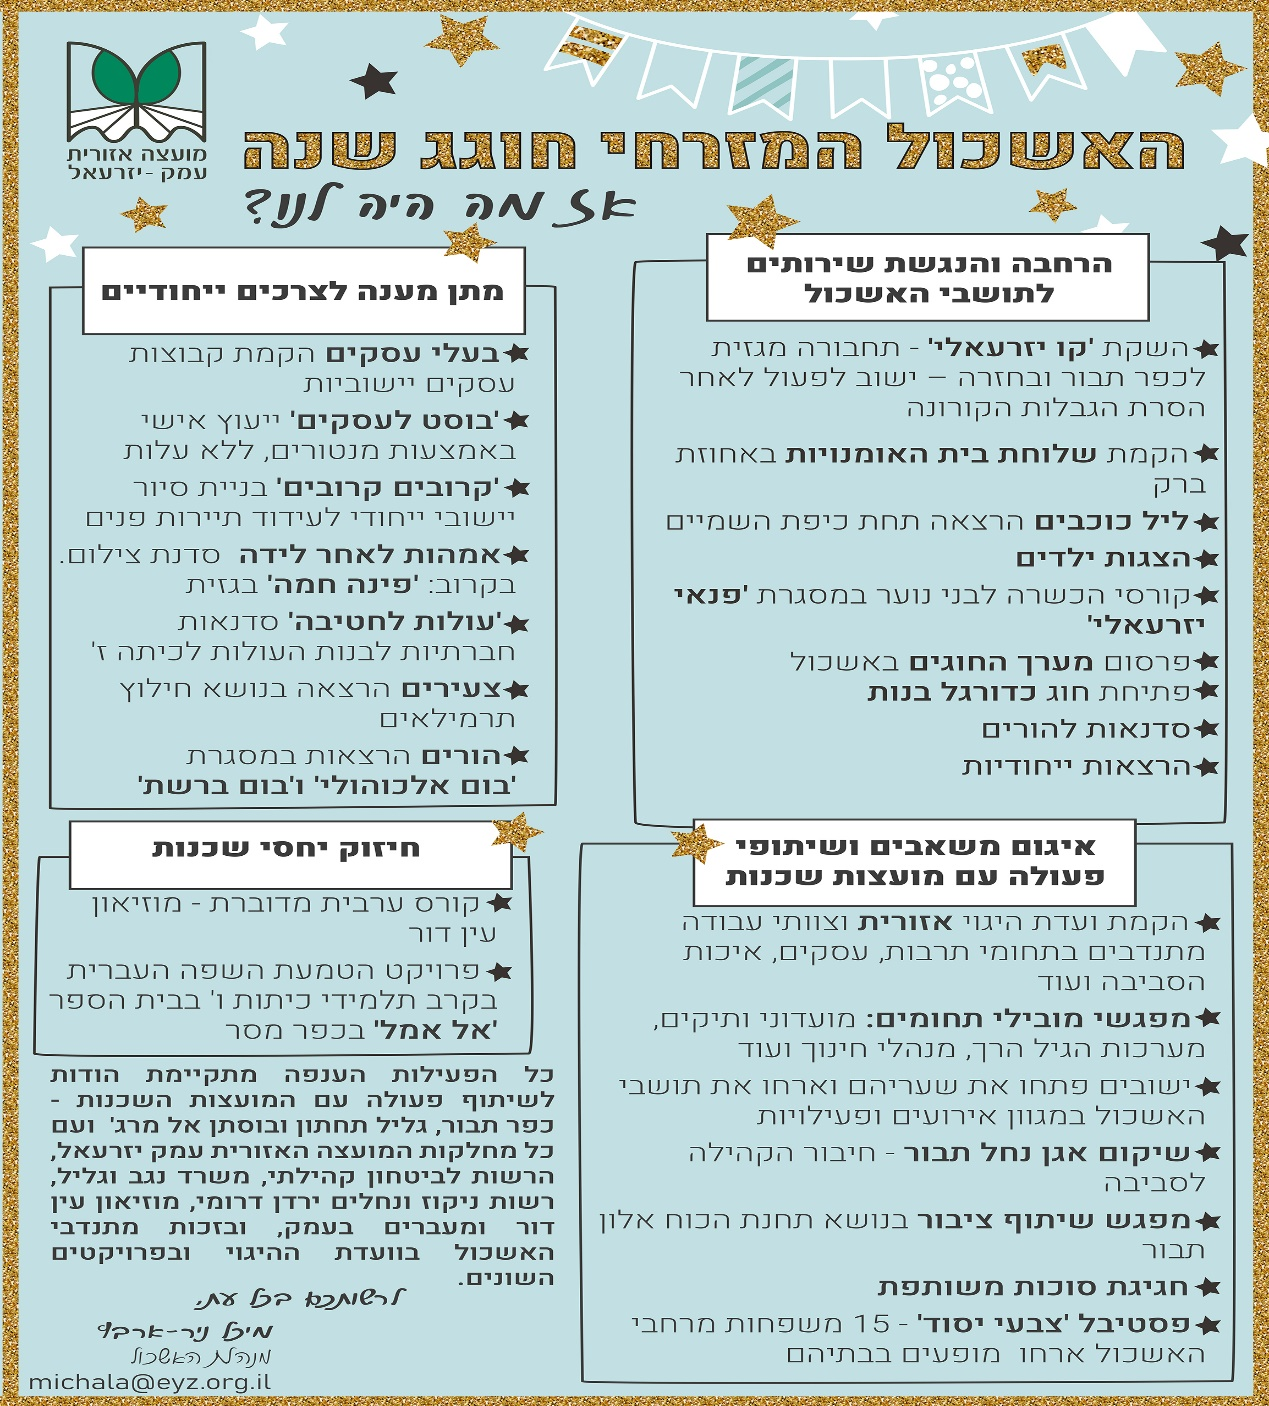 מועצה אזורית
עמק-יזרעאל
האשכול המזרחי חוגג שנה
אז מה היה לנו?
הרחבה והנגשת שירותים
לתושבי האשכול
השקת 'קו יזרעאלי' - תחבורה מגזית
לכפר תבור ובחזרה – ישוב לפעול לאחר
הסרת הגבלות הקורונה
הקמת שלוחת בית האומנויות באחוזת
ברק
ליל כוכבים הרצאה תחת כיפת השמיים
הצגות ילדים
קורסי הכשרה לבני נוער במסגרת 'פנאי
יזרעאלי'
פרסום מערך החוגים באשכול
פתיחת חוג כדורגל בנות
סדנאות להורים
הרצאות ייחודיות
מתן מענה לצרכים ייחודיים
בעלי עסקים הקמת קבוצות
עסקים יישוביות
'בוסט לעסקים' ייעוץ אישי
באמצעות מנטורים, ללא עלות
'קרובים קרובים' בניית סיור
יישובי ייחודי לעידוד תיירות פנים
אמהות לאחר לידה סדנת צילום.
בקרוב: 'פינה חמה' בגזית
'עולות לחטיבה' סדנאות
חברתיות לבנות העולות לכיתה ז'
צעירים הרצאה בנושא חילוץ
תרמילאים
הורים הרצאות במסגרת
'בום אלכוהולי' ו'בום ברשת'
איגום משאבים ושיתופי
פעולה עם מועצות שכנות
הקמת ועדת היגוי אזורית וצוותי עבודה
מתנדבים בתחומי תרבות, עסקים, איכות
הסביבה ועוד
מפגשי מובילי תחומים: מועדוני ותיקים,
מערכות הגיל הרך, מנהלי חינוך ועוד
ישובים פתחו את שעריהם וארחו את תושבי
האשכול במגוון אירועים ופעילויות
שיקום אגן נחל תבור - חיבור הקהילה
לסביבה
מפגש שיתוף ציבור בנושא תחנת הכוח אלון
תבור
חגיגת סוכות משותפת
פסטיבל 'צבעי יסוד' - 15 משפחות מרחבי
האשכול ארחו מופעים בבתיהם
חיזוק יחסי שכנות
קורס ערבית מדוברת - מוזיאון
עין דור
פרויקט הטמעת השפה העברית
בקרב תלמידי כיתות ו' בבית הספר
'אל אמל' בכפר מסר
כל הפעילות הענפה מתקיימת הודות
לשיתוף פעולה עם המועצות השכנות -
כפר תבור, גליל תחתון ובוסתן אל מרג' ועם
כל מחלקות המועצה האזורית עמק יזרעאל,
הרשות לביטחון קהילתי, משרד נגב וגליל,
רשות ניקוז ונחלים ירדן דרומי, מוזיאון עין
דור ומעברים בעמק, ובזכות מתנדבי
האשכול בוועדת ההיגוי ובפרויקטים
השונים.
לרשותכם בכל עת,
מיכל ניר-ארבל
מנהלת האשכול
michala@eyz.org.il